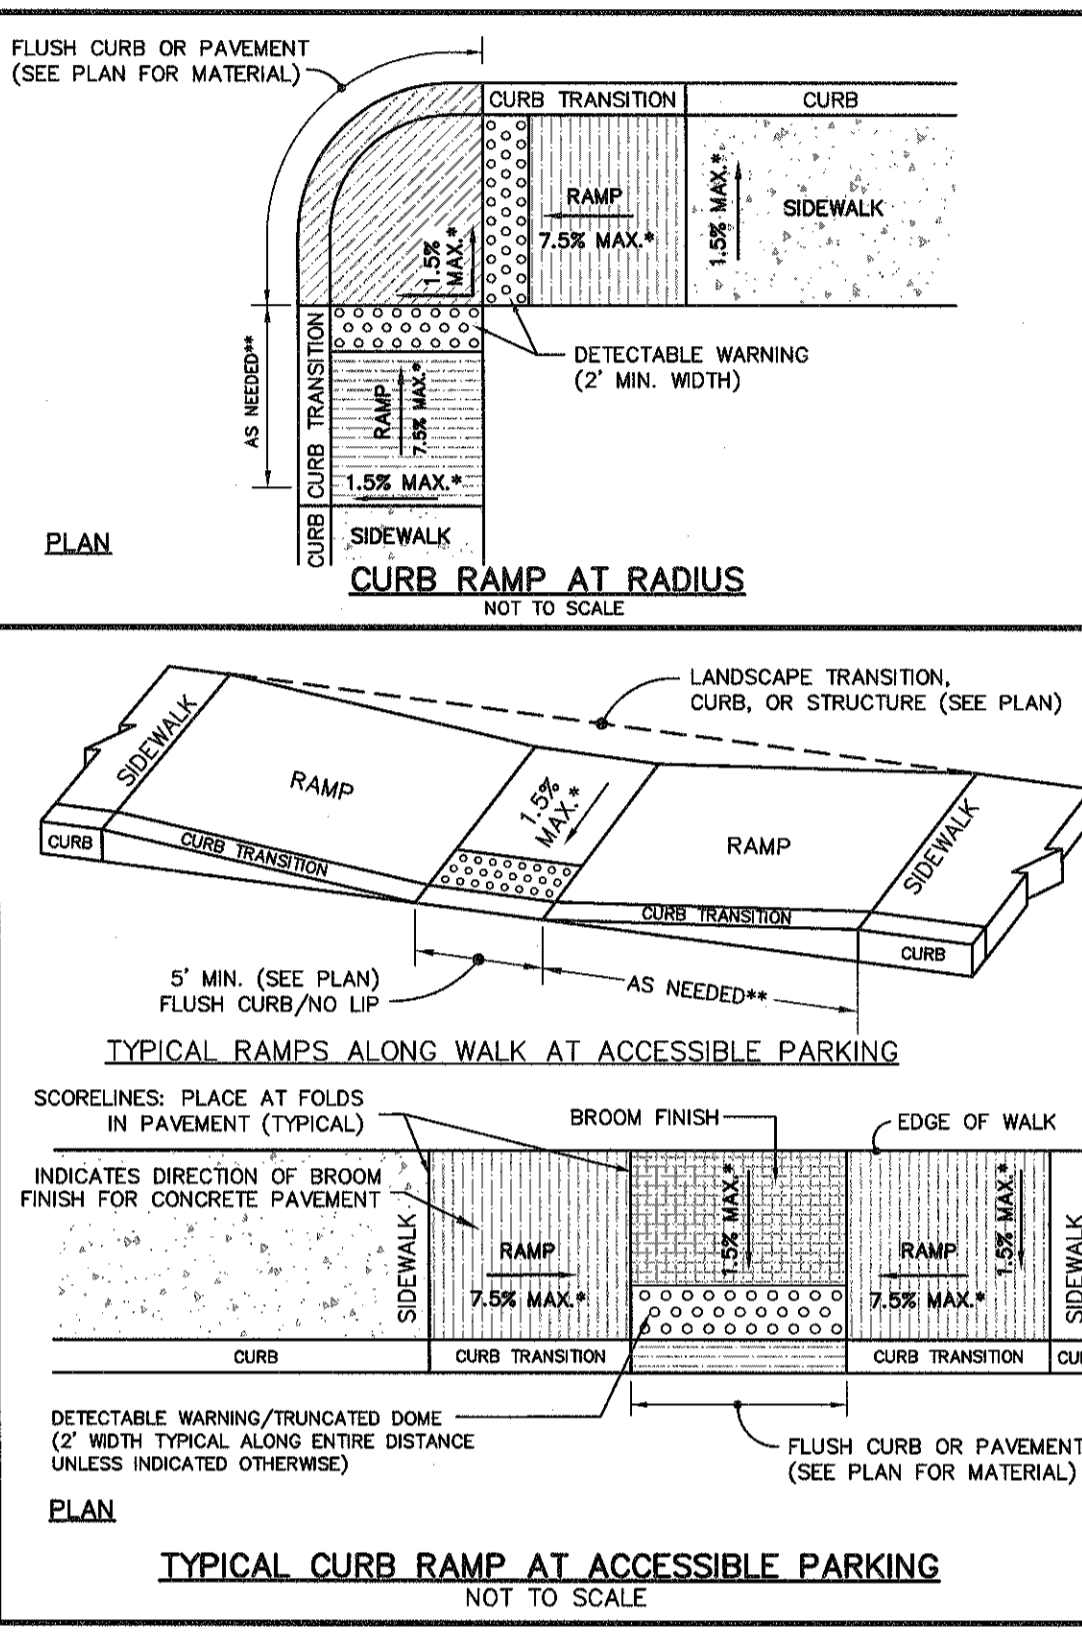 FLUSH CURB OR PAVEMENT
(SEE PLAN FOR MATERIAL)
CURB TRANSITION
CURB
RAMP
7.5% MAX.*
1.5% MAX.*
SIDEWALK
1.5%
MAX.*
DETECTABLE WARNING
(2' MIN. WIDTH)
AS NEEDED**
CURB TRANSITION
RAMP
7.5% MAX.*
1.5% MAX.*
CURB
SIDEWALK
PLAN
CURB RAMP AT RADIUS
NOT TO SCALE
LANDSCAPE TRANSITION,
CURB, OR STRUCTURE (SEE PLAN)
SIDEWALK
RAMP
1.5%
MAX.*
RAMP
SIDEWALK
CURB
CURB TRANSITION
CURB TRANSITION
CURB
5' MIN. (SEE PLAN)
FLUSH CURB/NO LIP
AS NEEDED**
TYPICAL RAMPS ALONG WALK AT ACCESSIBLE PARKING
SCORELINES: PLACE AT FOLDS
IN PAVEMENT (TYPICAL)
BROOM FINISH
EDGE OF WALK
INDICATES DIRECTION OF BROOM
FINISH FOR CONCRETE PAVEMENT
SIDEWALK
RAMP
7.5% MAX.*
1.5% MAX.*
RAMP
7.5% MAX.*
1.5% MAX.*
SIDEWALK
CURB
CURB TRANSITION
CURB TRANSITION
CU
DETECTABLE WARNING/TRUNCATED DOME
(2' WIDTH TYPICAL ALONG ENTIRE DISTANCE
UNLESS INDICATED OTHERWISE)
FLUSH CURB OR PAVEMENT
(SEE PLAN FOR MATERIAL)
PLAN
TYPICAL CURB RAMP AT ACCESSIBLE PARKING
NOT TO SCALE